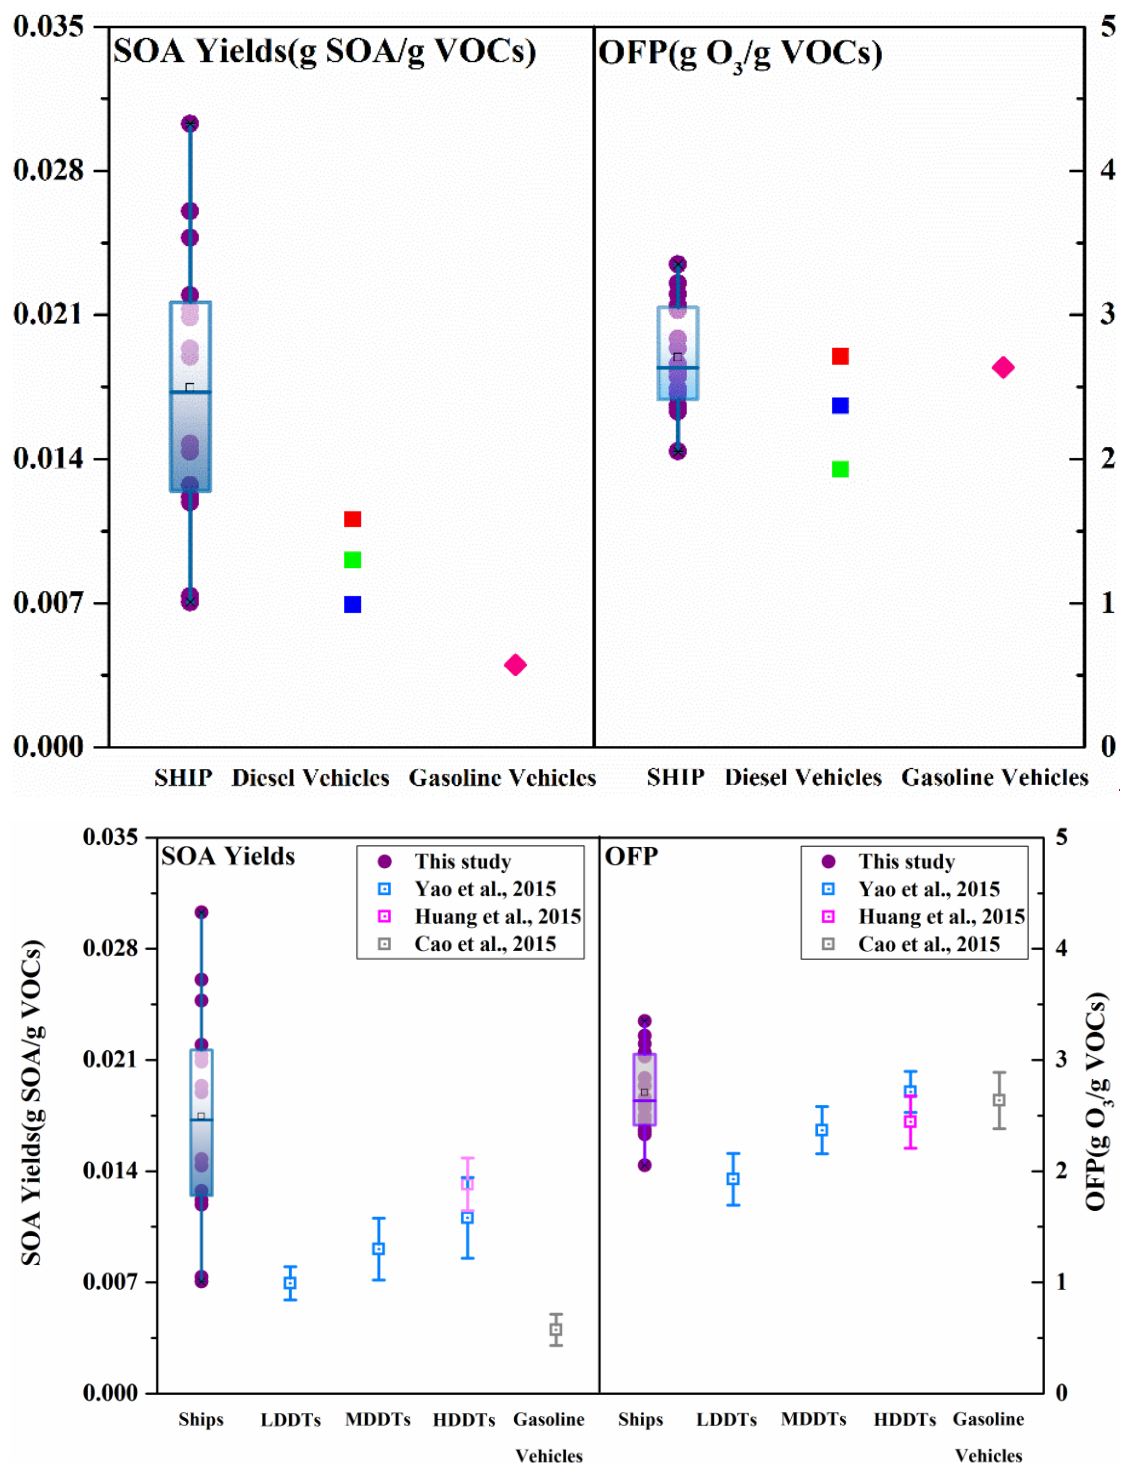 SOA Yields(g SOA/g VOCs)
OFP(g O3/g VOCs)
0.035
0.028
0.021
0.014
0.007
0.000
5
4
3
2
1
0
SHIP Diesel Vehicles Gasoline Vehicles
SHIP Diesel Vehicles Gasoline Vehicles
SOA Yields
This study
Yao et al., 2015
Huang et al., 2015
Cao et al., 2015
OFP
This study
Yao et al., 2015
Huang et al., 2015
Cao et al., 2015
SOA Yields(g SOA/g VOCs)
0.035
0.028
0.021
0.014
0.007
0.000
5
4
3
2
1
0
OFP(g O3/g VOCs)
Ships LDDTs MDDTs HDDTs Gasoline
Vehicles
Ships LDDTs MDDTs HDDTs Gasoline
Vehicles